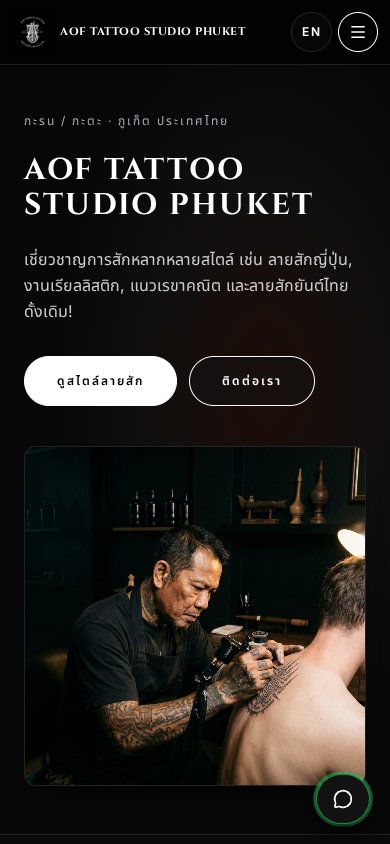 AOF TATTOO STUDIO PHUKET
EN
กะรน / กะตะ · ภูเก็ต ประเทศไทย
AOF TATTOO
STUDIO PHUKET
เชี่ยวชาญการสักหลากหลายสไตล์ เช่น ลายสักญี่ปุ่น,
งานเรียลลิสติก, แนวเรขาคณิต และลายสักยันต์ไทย
ดั้งเดิม!
ดูสไตล์ลายสัก
ติดต่อเรา